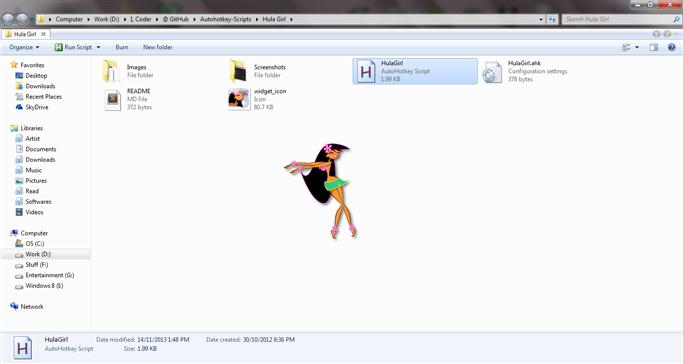 Computer Work (D:) 1, Coder @ GitHub Autohotkey-Scripts Hula Girl Search Hula Girl
Hula Girl
Organize Run Script Burn New folder
Favorites
Desktop
Downloads
Recent Places
SkyDrive
Libraries
Artist
Documents
Downloads
Music
Pictures
Read
Softwares
Videos
Computer
OS (C:)
Work (D:)
Stuff (F:)
Entertainment (G:)
Windows 8 (I:)
Network
Images
File folder
Screenshots
File folder
HulaGirl
AutoHotkey Script
1.99 KB
HulaGirl.ahk
Configuration settings
378 bytes
README
MD File
372 bytes
widget_icon
Icon
80.7 KB
HulaGirl Date modified: 14/11/2013 1:48 PM Date created: 30/10/2012 9:36 PM
AutoHotkey Script Size: 1.99 KB